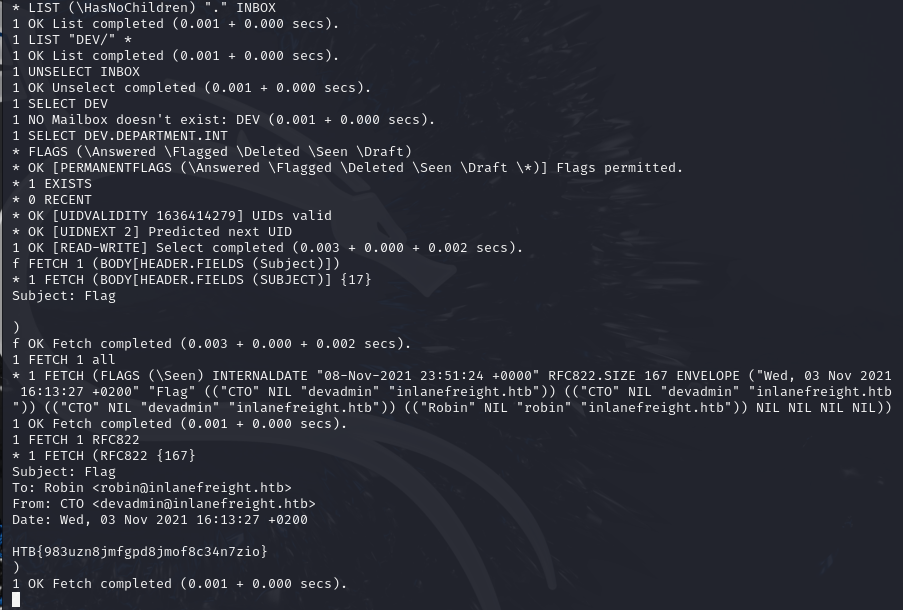 * LIST (\HasNoChildren) "." INBOX
1 OK List completed (0.001 + 0.000 secs).
1 LIST "DEV/" *
1 OK List completed (0.001 + 0.000 secs).
1 UNSELECT INBOX
1 OK Unselect completed (0.001 + 0.000 secs).
1 SELECT DEV
1 NO Mailbox doesn't exist: DEV (0.001 + 0.000 secs).
1 SELECT DEV.DEPARTMENT.INT
* FLAGS (\Answered \Flagged \Deleted \Seen \Draft)
* OK [PERMANENTFLAGS (\Answered \Flagged \Deleted \Seen \Draft \*)] Flags permitted.
* 1 EXISTS
* 0 RECENT
* OK [UIDVALIDITY 1636414279] UIDs valid
* OK [UIDNEXT 2] Predicted next UID
1 OK [READ-WRITE] Select completed (0.003 + 0.000 + 0.002 secs).
f FETCH 1 (BODY[HEADER.FIELDS (Subject)])
* 1 FETCH (BODY[HEADER.FIELDS (SUBJECT)] {17}
Subject: Flag

)
f OK Fetch completed (0.003 + 0.000 + 0.002 secs).
1 FETCH 1 all
* 1 FETCH (FLAGS (\Seen) INTERNALDATE "08-Nov-2021 23:51:24 +0000" RFC822.SIZE 167 ENVELOPE ("Wed, 03 Nov 2021
 16:13:27 +0200" "Flag" (("CTO" NIL "devadmin" "inlanefreight.htb")) (("CTO" NIL "devadmin" "inlanefreight.htb
")) (("CTO" NIL "devadmin" "inlanefreight.htb")) (("Robin" NIL "robin" "inlanefreight.htb")) NIL NIL NIL NIL))
1 OK Fetch completed (0.001 + 0.000 secs).
1 FETCH 1 RFC822
* 1 FETCH (RFC822 {167}
Subject: Flag
To: Robin <robin@inlanefreight.htb>
From: CTO <devadmin@inlanefreight.htb>
Date: Wed, 03 Nov 2021 16:13:27 +0200

HTB{983uzn8jmfgpd8jmof8c34n7zio}
)
1 OK Fetch completed (0.001 + 0.000 secs).